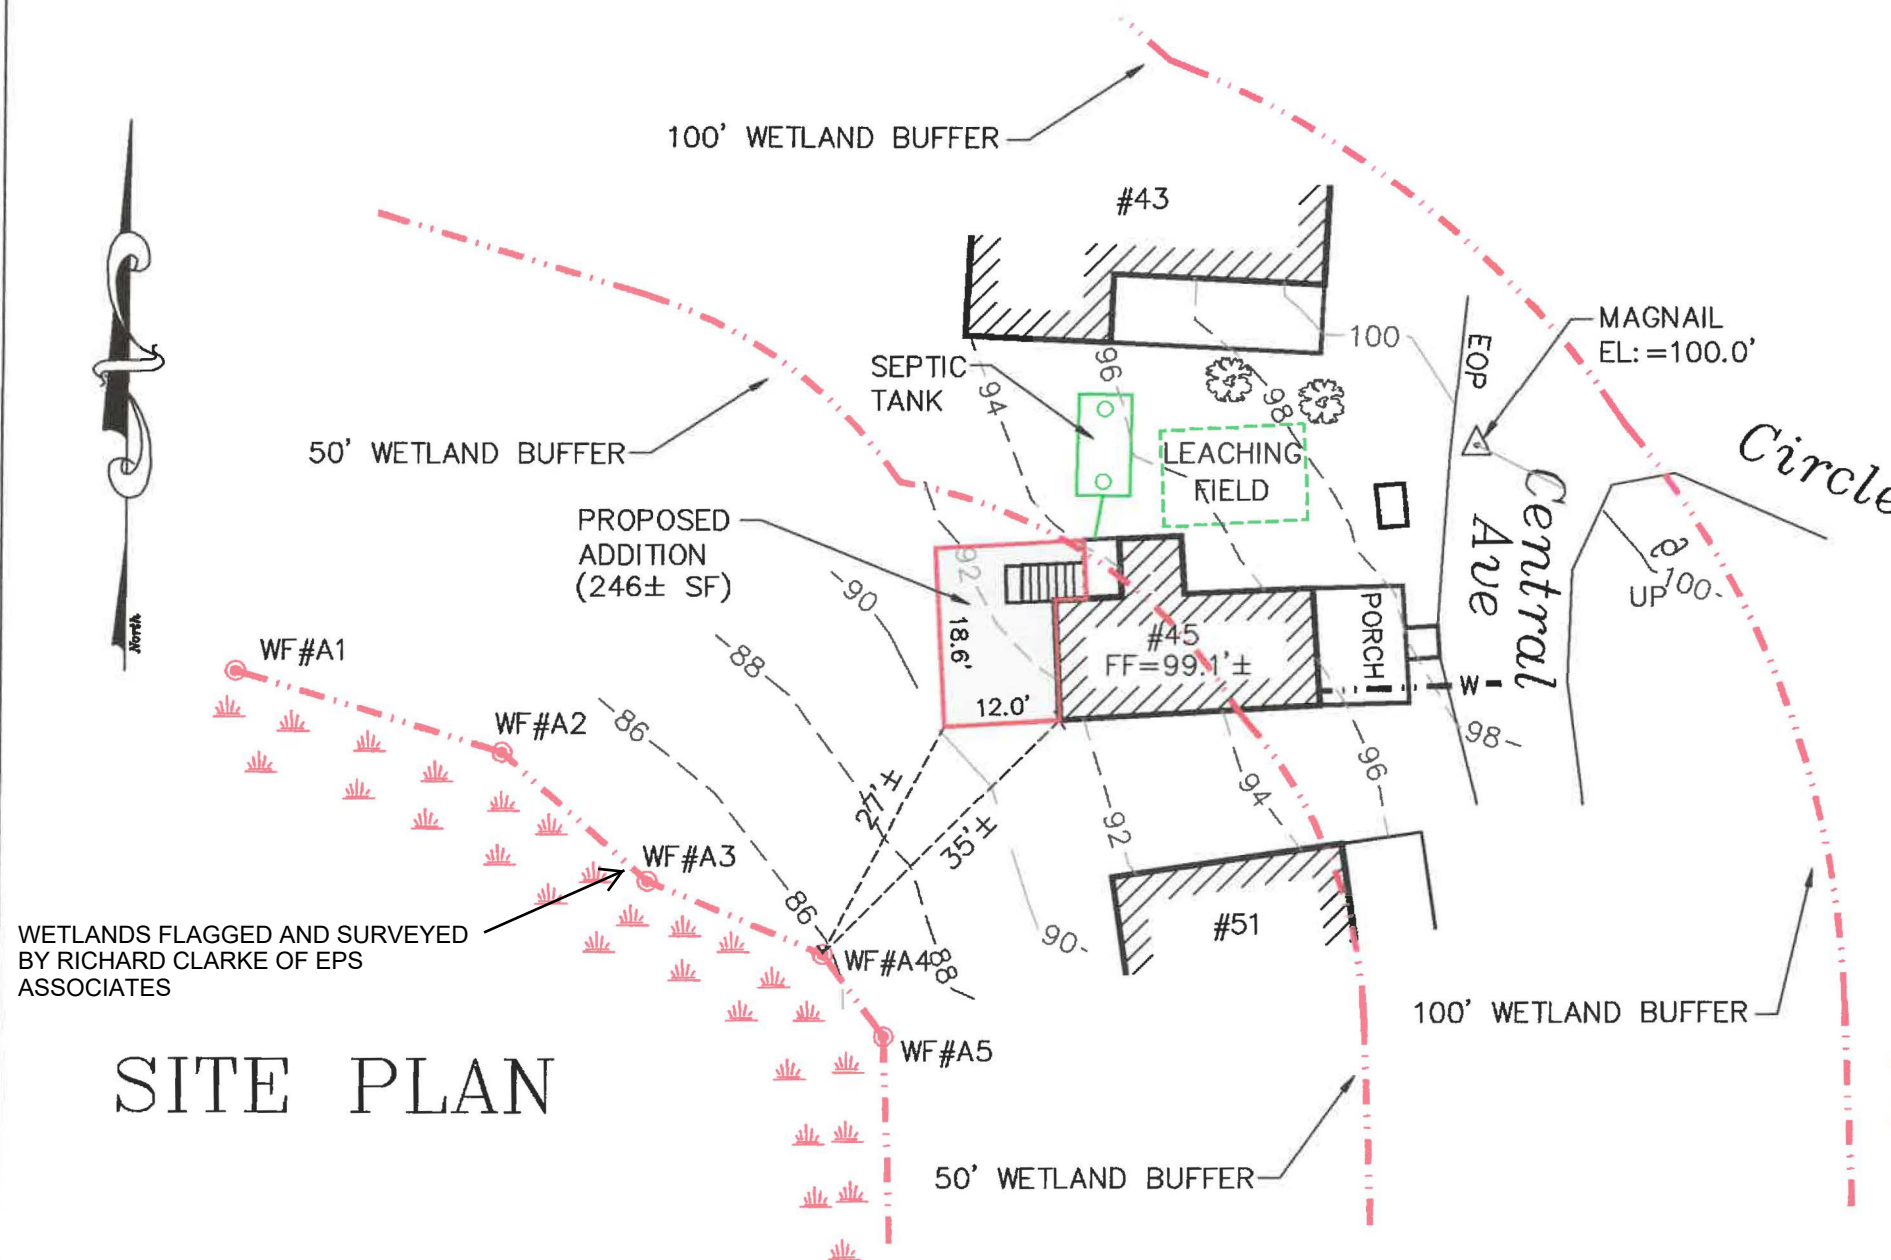 100' WETLAND BUFFER
#43
MAGNAIL
EL: =100.0'
100
EOP
SEPTIC
TANK
96
94
98
50' WETLAND BUFFER
LEACHING
FIELD
Circle
Central
Ave
PROPOSED
ADDITION
(246± SF)
92
90
100-
UP
18.6'
12.0'
#45
FF=99.1'±
PORCH
W
North
WF#A1
88
WF#A2
86
98-
96
94
92
27'±
35'±
WF#A3
86
WETLANDS FLAGGED AND SURVEYED
BY RICHARD CLARKE OF EPS
ASSOCIATES
#51
90-
WF#A4
88
100' WETLAND BUFFER
WF#A5
SITE PLAN
50' WETLAND BUFFER